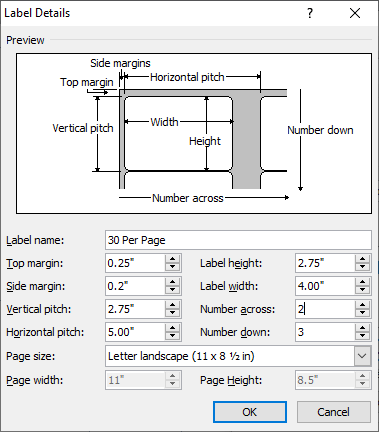 Label Details
?
Preview
Side margins
Horizontal pitch
Top margin
Vertical pitch
Width
Height
Number down
Number across
Label name: 30 Per Page
Top margin: 0.25" Label height: 2.75"
Side margin: 0.2" Label width: 4.00"
Vertical pitch: 2.75" Number across: 2
Horizontal pitch: 5.00" Number down: 3
Page size: Letter landscape (11 x 8 ½ in)
Page width: 11" Page Height: 8.5"
OK Cancel